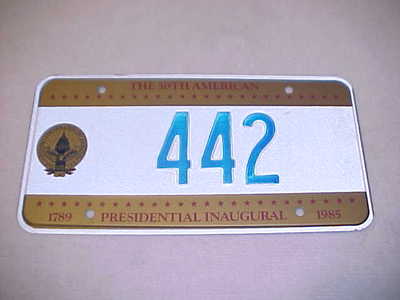 THE 50TH AMERICAN
442
1789 PRESIDENTIAL INAUGURAL 1985